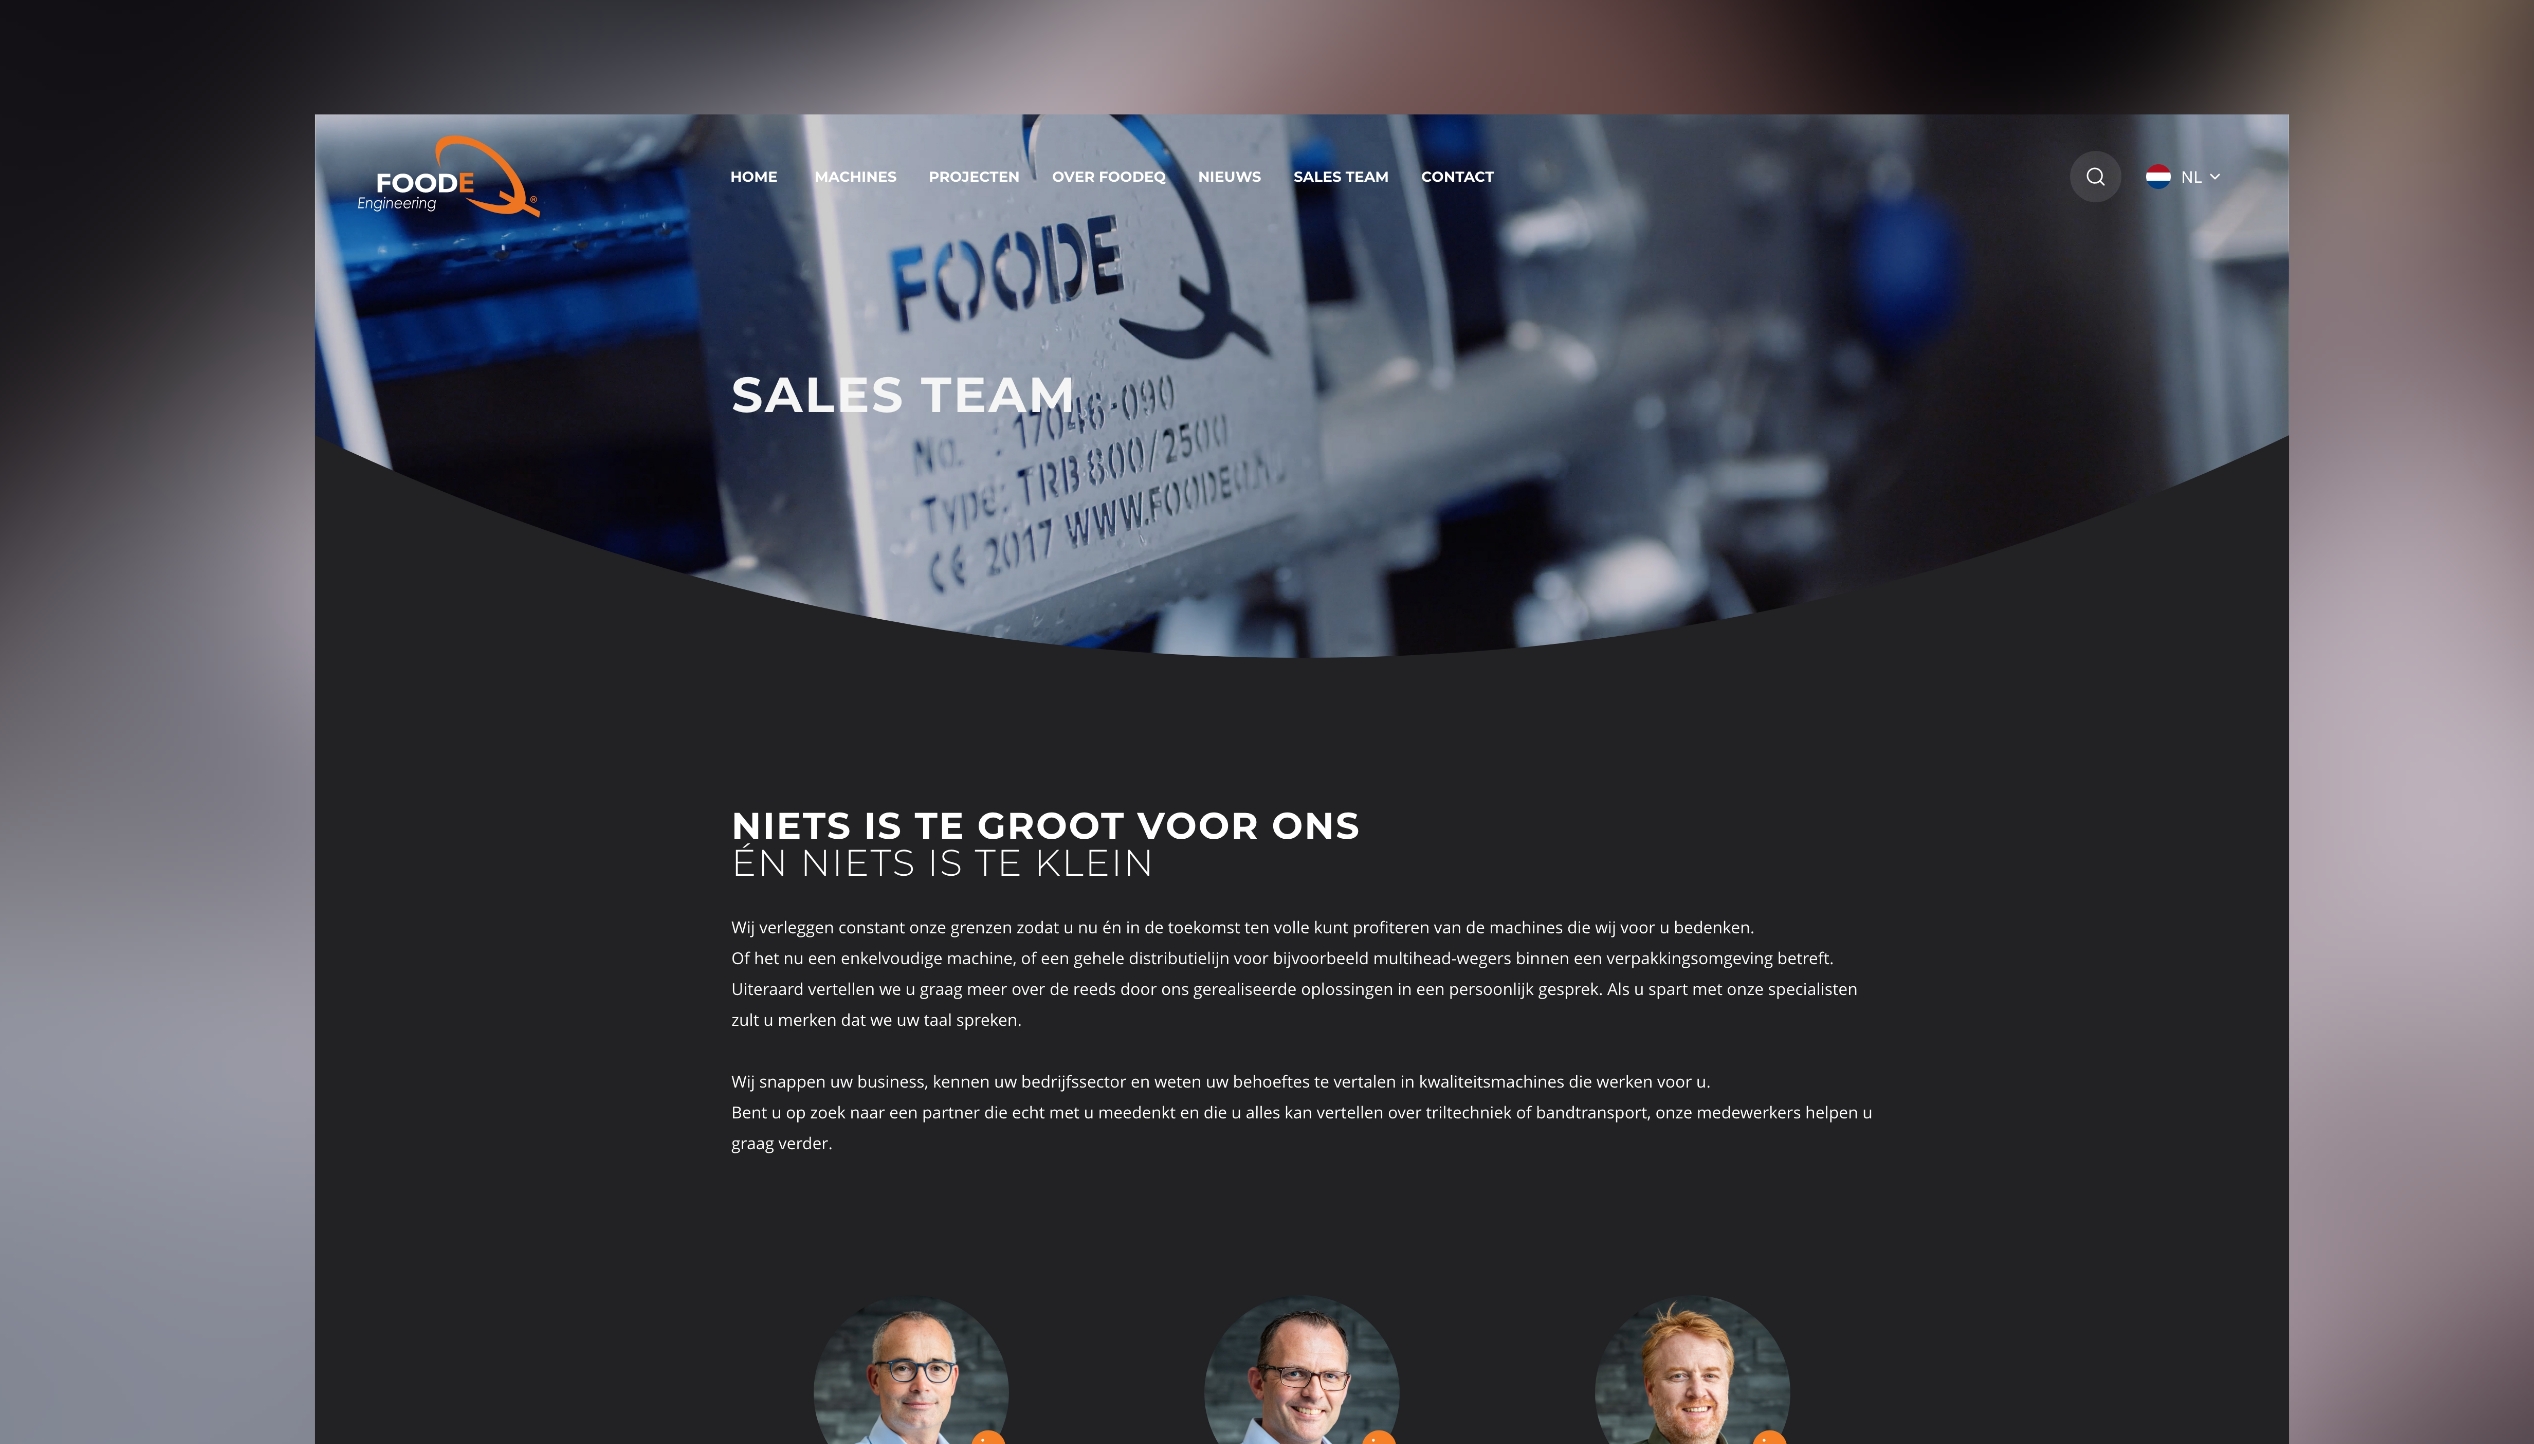 FOODE
Engineering
HOME MACHINES PROJECTEN OVER FOODEQ NIEUWS SALES TEAM CONTACT
NL
FOODE
SALES TEAM
No. : 17046-090
Type: TRB 800/2500
CE 2017 WWW.FOODEQ.NL
NIETS IS TE GROOT VOOR ONS
ÉN NIETS IS TE KLEIN
Wij verleggen constant onze grenzen zodat u nu én in de toekomst ten volle kunt profiteren van de machines die wij voor u bedenken.
Of het nu een enkelvoudige machine, of een gehele distributielijn voor bijvoorbeeld multihead-wegers binnen een verpakkingsomgeving betreft.
Uiteraard vertellen we u graag meer over de reeds door ons gerealiseerde oplossingen in een persoonlijk gesprek. Als u spart met onze specialisten
zult u merken dat we uw taal spreken.
Wij snappen uw business, kennen uw bedrijfssector en weten uw behoeftes te vertalen in kwaliteitsmachines die werken voor u.
Bent u op zoek naar een partner die echt met u meedenkt en die u alles kan vertellen over triltechniek of bandtransport, onze medewerkers helpen u
graag verder.